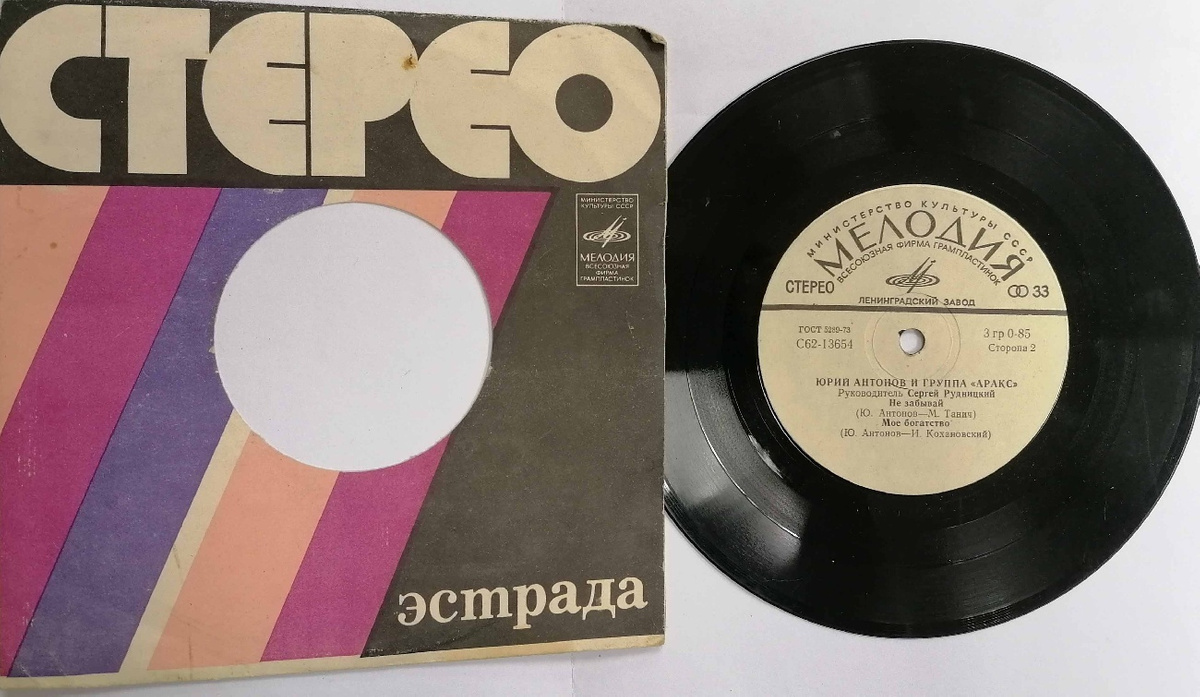 СТЕРЕО
МИНИСТЕРСТВО
КУЛЬТУРЫ СССР
МЕЛОДИЯ
ВСЕСОЮЗНАЯ
ФИРМА
ГРАМПЛАСТИНОК
эстрада
МИНИСТЕРСТВО КУЛЬТУРЫ СССР
МЕЛОДИЯ
ВСЕСОЮЗНАЯ ФИРМА ГРАМПЛАСТИНОК
СТЕРЕО
33
ЛЕНИНГРАДСКИЙ ЗАВОД
ГОСТ 5289-73
3 гр 0-85
С62-13654
Сторона 2
ЮРИЙ АНТОНОВ И ГРУППА «АРАКС»
Руководитель Сергей Рудницкий
Не забывай
(Ю. Антонов—М. Танич)
Мое богатство
(Ю. Антонов—И. Кохановский)